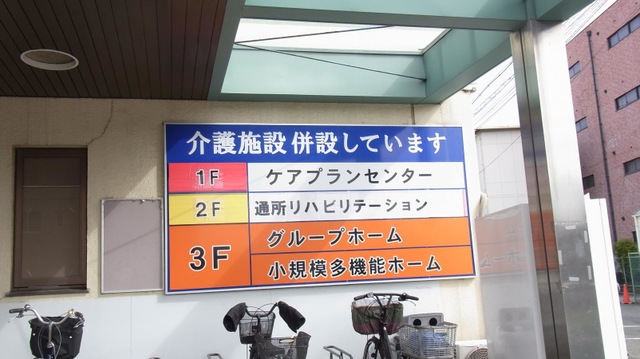 介護施設併設しています
1F ケアプランセンター
2F 通所リハビリテーション
3F グループホーム
小規模多機能ホーム